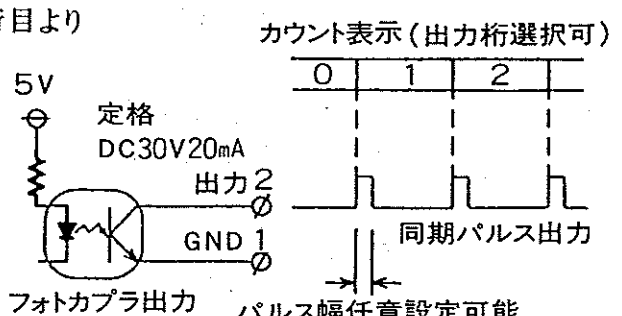 目より
カウント表示(出力桁選択可)
0 1 2
5V
定格
DC30V20mA
出力2
GND 1
同期パルス出力
フォトカプラ出力
パルス幅任意設定可能